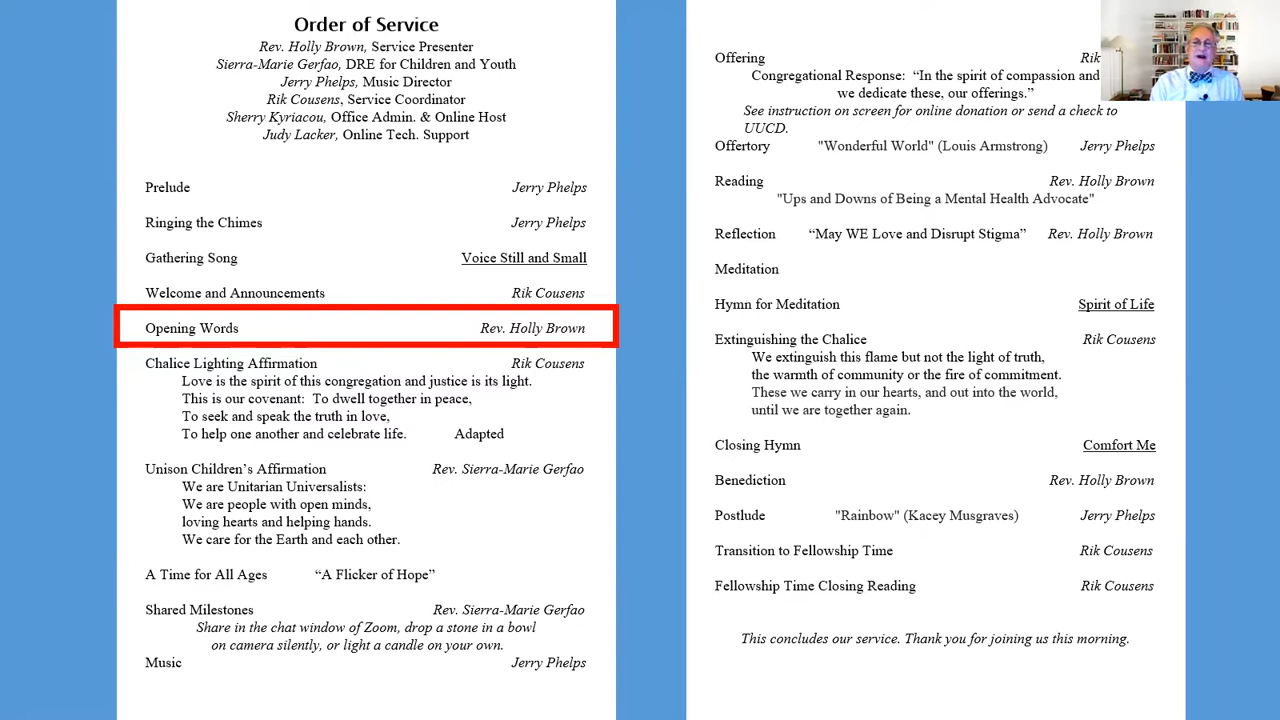 Order of Service
Rev. Holly Brown, Service Presenter
Sierra-Marie Gerfao, DRE for Children and Youth
Jerry Phelps, Music Director
Rik Cousens, Service Coordinator
Sherry Kyriacou, Office Admin. & Online Host
Judy Lacker, Online Tech. Support
Prelude Jerry Phelps
Ringing the Chimes Jerry Phelps
Gathering Song Voice Still and Small
Welcome and Announcements Rik Cousens
Opening Words Rev. Holly Brown
Chalice Lighting Affirmation Rik Cousens
Love is the spirit of this congregation and justice is its light.
This is our covenant: To dwell together in peace,
To seek and speak the truth in love,
To help one another and celebrate life. Adapted
Unison Children’s Affirmation Rev. Sierra-Marie Gerfao
We are Unitarian Universalists:
We are people with open minds,
loving hearts and helping hands.
We care for the Earth and each other.
A Time for All Ages “A Flicker of Hope”
Shared Milestones Rev. Sierra-Marie Gerfao
Share in the chat window of Zoom, drop a stone in a bowl
on camera silently, or light a candle on your own.
Music Jerry Phelps
Offering Rik
Congregational Response: “In the spirit of compassion and
we dedicate these, our offerings.”
See instruction on screen for online donation or send a check to
UUCD.
Offertory "Wonderful World" (Louis Armstrong) Jerry Phelps
Reading Rev. Holly Brown
"Ups and Downs of Being a Mental Health Advocate"
Reflection “May WE Love and Disrupt Stigma” Rev. Holly Brown
Meditation
Hymn for Meditation Spirit of Life
Extinguishing the Chalice Rik Cousens
We extinguish this flame but not the light of truth,
the warmth of community or the fire of commitment.
These we carry in our hearts, and out into the world,
until we are together again.
Closing Hymn Comfort Me
Benediction Rev. Holly Brown
Postlude "Rainbow" (Kacey Musgraves) Jerry Phelps
Transition to Fellowship Time Rik Cousens
Fellowship Time Closing Reading Rik Cousens
This concludes our service. Thank you for joining us this morning.